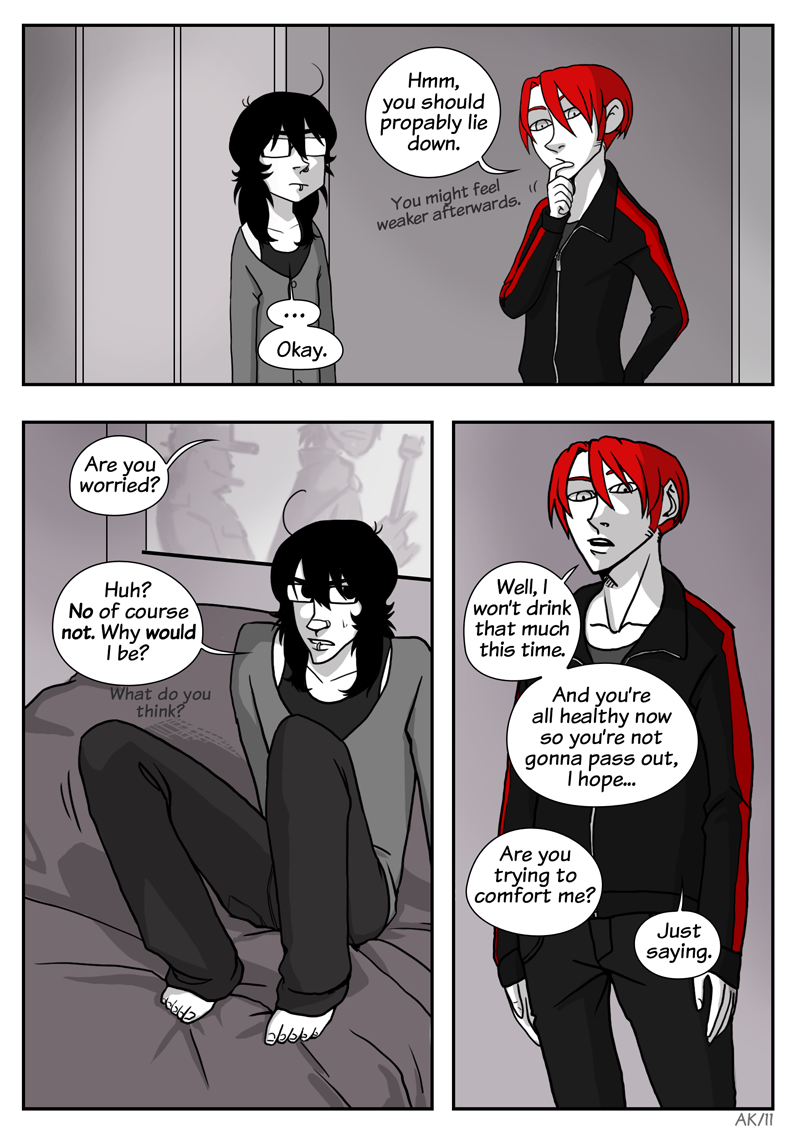 Hmm,
you should
propably lie
down.
You might feel
weaker afterwards.
...
Okay.
Are you
worried?
Huh?
No of course
not. Why would
I be?
What do you
think?
Well, I
won't drink
that much
this time.
And you're
all healthy now
so you're not
gonna pass out,
I hope...
Are you
trying to
comfort me?
Just
saying.
AK/11